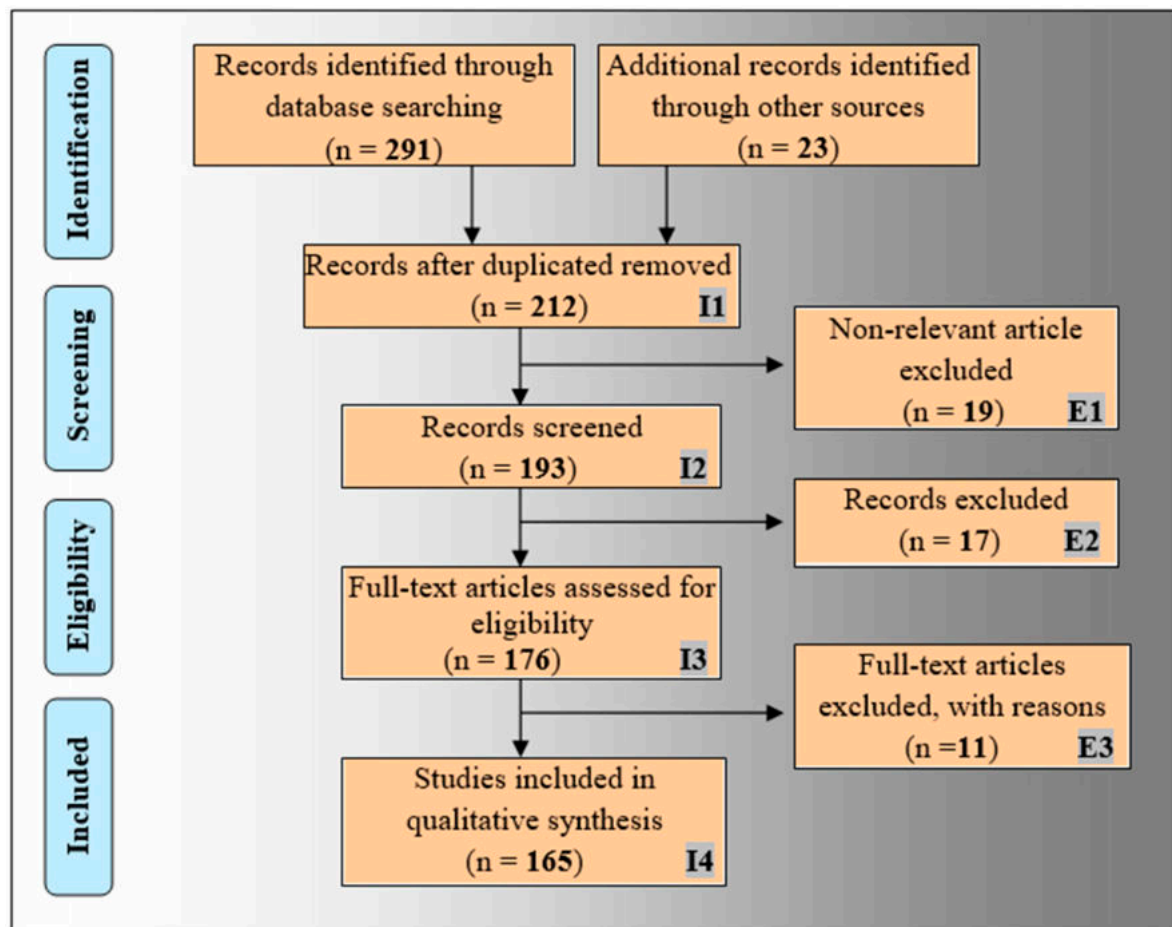 Identification
Records identified through
database searching
(n = 291)
Additional records identified
through other sources
(n = 23)
Records after duplicated removed
(n = 212) I1
Screening
Non-relevant article
excluded
(n = 19) E1
Records screened
(n = 193) I2
Eligibility
Records excluded
(n = 17) E2
Full-text articles assessed for
eligibility
(n = 176) I3
Full-text articles
excluded, with reasons
(n =11) E3
Included
Studies included in
qualitative synthesis
(n = 165) I4